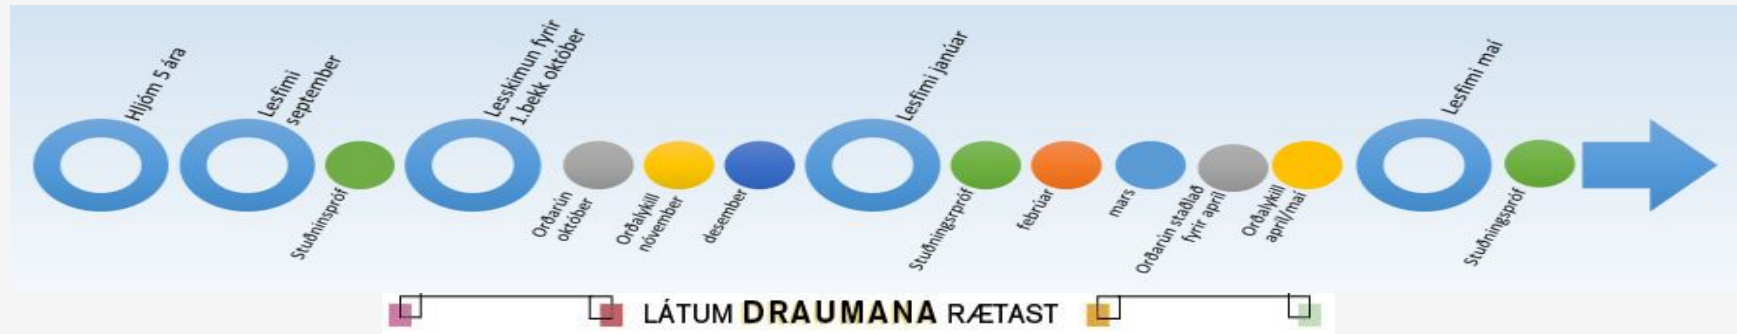 Hljóm 5 ára
Lesfimi
september
Stuðninspróf
Lesskimun fyrir
1.bekk október
Orðarún
október
Orðalykill
nóvember
desember
Lesfimi janúar
Stuðningsrpróf
febrúar
mars
Orðarún staðlað
fyrir apríl
Orðalykill
apríl/maí
Lesfimi maí
Stuðningspróf
LÁTUM DRAUMANA RÆTAST